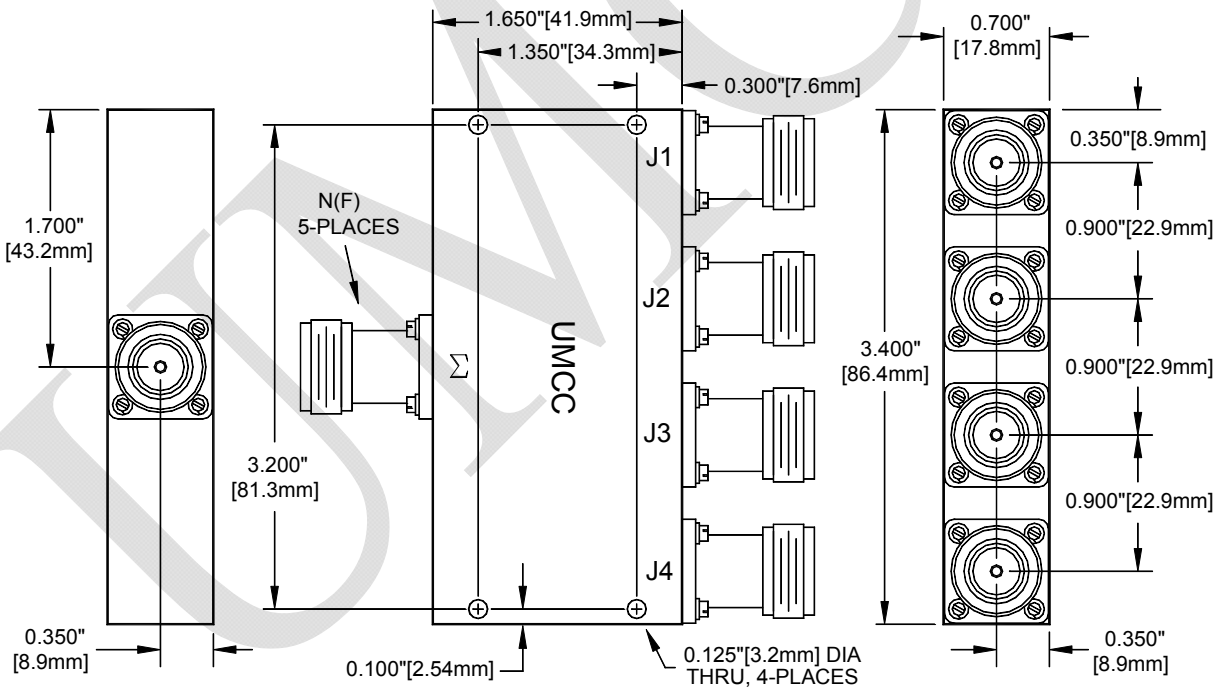 1.650"[41.9mm]
1.350"[34.3mm]
0.300"[7.6mm]
0.700"
[17.8mm]
0.350"[8.9mm]
1.700"
[43.2mm]
N(F)
5-PLACES
J1
0.900"[22.9mm]
J2
UMCC
Σ
3.400"
[86.4mm]
0.900"[22.9mm]
J3
3.200"
[81.3mm]
0.900"[22.9mm]
J4
0.350"
[8.9mm]
0.100"[2.54mm]
0.125"[3.2mm] DIA
THRU, 4-PLACES
0.350"
[8.9mm]
UMC